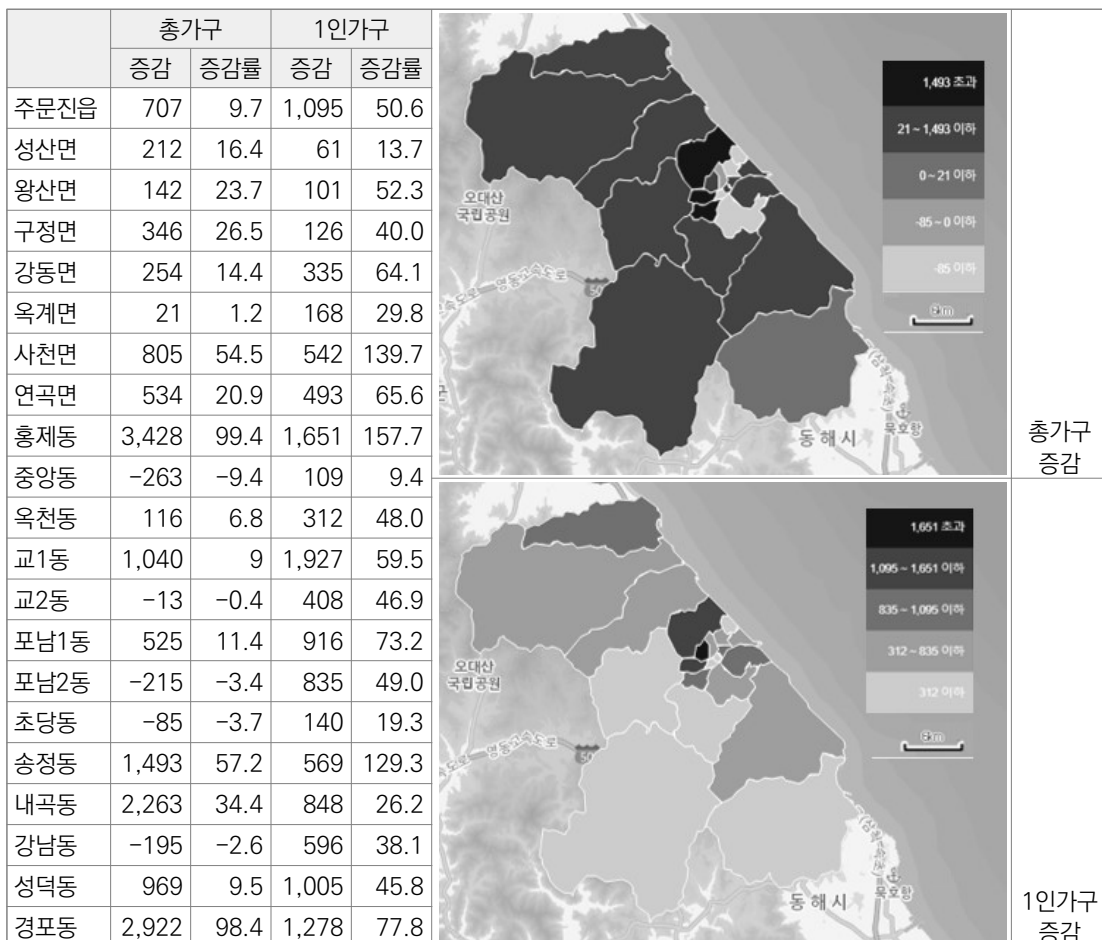 총가구 1인가구
증감 증감률 증감 증감률
주문진읍 707 9.7 1,095 50.6
성산면 212 16.4 61 13.7
왕산면 142 23.7 101 52.3
구정면 346 26.5 126 40.0
강동면 254 14.4 335 64.1
옥계면 21 1.2 168 29.8
사천면 805 54.5 542 139.7
연곡면 534 20.9 493 65.6
홍제동 3,428 99.4 1,651 157.7
중앙동 -263 -9.4 109 9.4
옥천동 116 6.8 312 48.0
교1동 1,040 9 1,927 59.5
교2동 -13 -0.4 408 46.9
포남1동 525 11.4 916 73.2
포남2동 -215 -3.4 835 49.0
초당동 -85 -3.7 140 19.3
송정동 1,493 57.2 569 129.3
내곡동 2,263 34.4 848 26.2
강남동 -195 -2.6 596 38.1
성덕동 969 9.5 1,005 45.8
경포동 2,922 98.4 1,278 77.8
1,493 초과
21 ~ 1,493 이하
0 ~ 21 이하
-85 ~ 0 이하
-85 이하
6km
오대산
국립공원
영동고속도로
동해시
묵호항
총가구
증감
1,651 초과
1,095 ~ 1,651 이하
835 ~ 1,095 이하
312 ~ 835 이하
312 이하
6km
오대산
국립공원
영동고속도로
동해시
묵호항
1인가구
증감